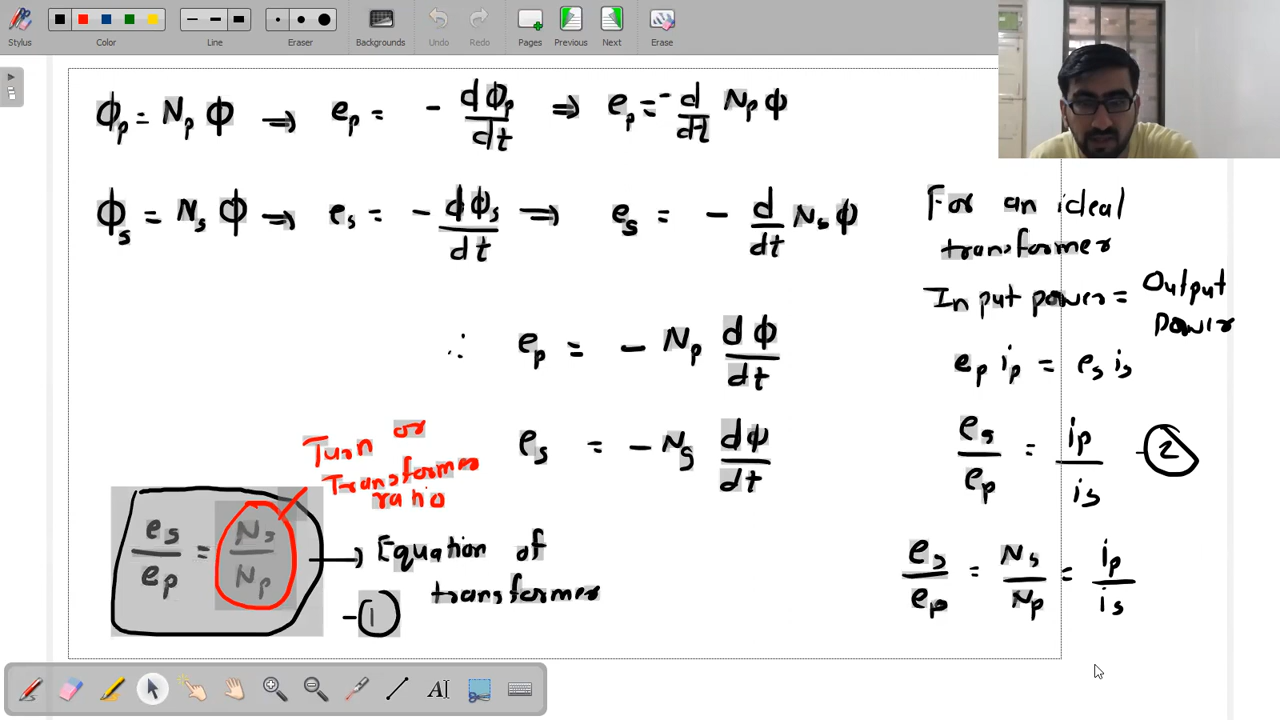 Stylus Color Line Eraser Backgrounds Undo Redo Pages Previous Next Erase
ϕp = Np ϕ → ep = - dϕp/dt ⇒ ep = - d/dt Np ϕ
ϕs = Ns ϕ → es = - dϕs/dt ⇒ es = - d/dt Ns ϕ
∴ ep = - Np dϕ/dt
es = - Ns dϕ/dt
Turn or
Transformer
ratio
es/ep = Ns/Np → Equation of
transformer
- ①
For an ideal
transformer
Input power = Output
Power
ep ip = es is
es/ep = ip/is - ②
es/ep = Ns/Np = ip/is
A